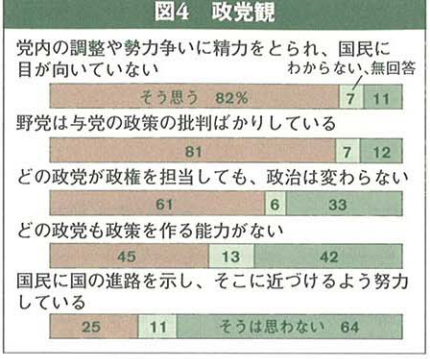 図4 政党観
党内の調整や勢力争いに精力をとられ、国民に
目が向いていない
わからない、無回答
そう思う 82% 7 11
野党は与党の政策の批判ばかりしている
81 7 12
どの政党が政権を担当しても、政治は変わらない
61 6 33
どの政党も政策を作る能力がない
45 13 42
国民に国の進路を示し、そこに近づけるよう努力
している
25 11 そうは思わない 64